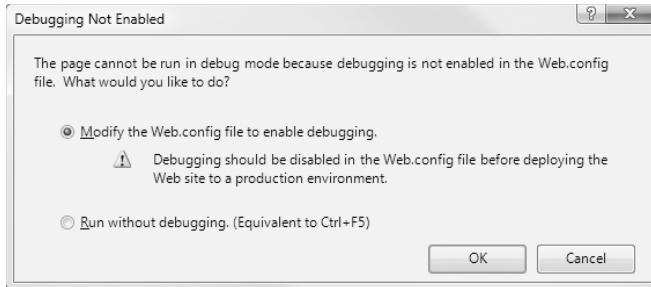 Debugging Not Enabled
The page cannot be run in debug mode because debugging is not enabled in the Web.config
file. What would you like to do?
Modify the Web.config file to enable debugging.
Debugging should be disabled in the Web.config file before deploying the
Web site to a production environment.
Run without debugging. (Equivalent to Ctrl+F5)
OK Cancel